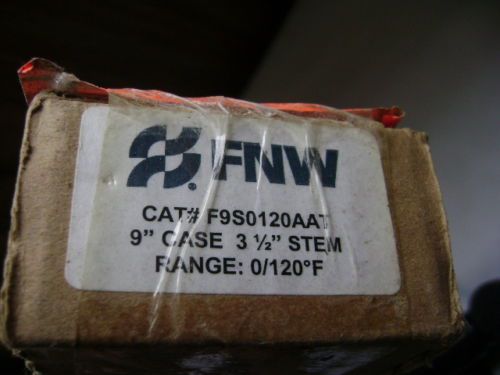 FNW
CAT# F9S0120AAT
9” CASE 3 ½” STEM
RANGE: 0/120°F